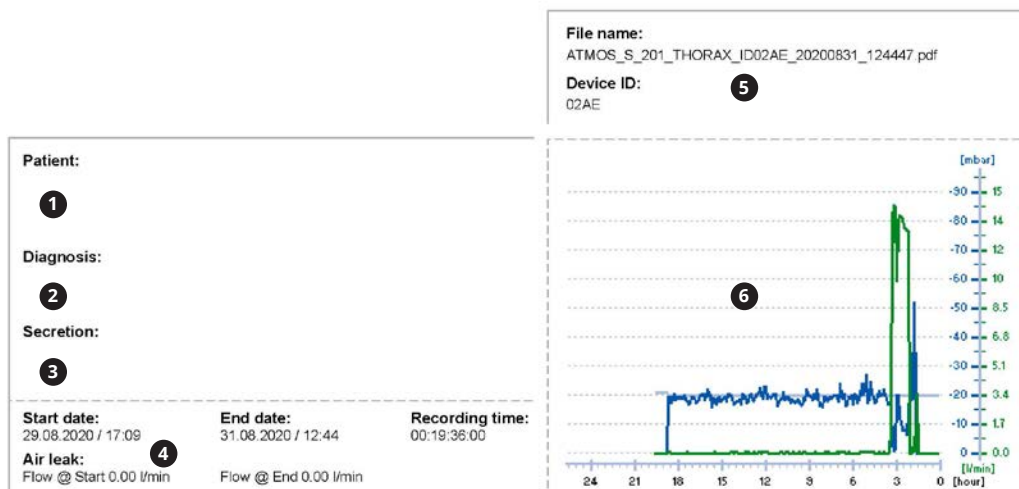 File name:
ATMOS_S_201_THORAX_ID02AE_20200831_124447.pdf
Device ID:
02AE
5
Patient:
1
Diagnosis:
2
Secretion:
3
Start date: End date: Recording time:
29.08.2020 / 17:09 31.08.2020 / 12:44 00:19:36:00
4
Air leak:
Flow @ Start 0.00 l/min Flow @ End 0.00 l/min
[mbar]
-90 15
-80 14
-70 12
-60 10
6
-50 8.5
-40 6.8
-30 5.1
-20 3.4
-10 1.7
0 0.0
[l/min]
24 21 18 15 12 9 6 3 0 [hour]